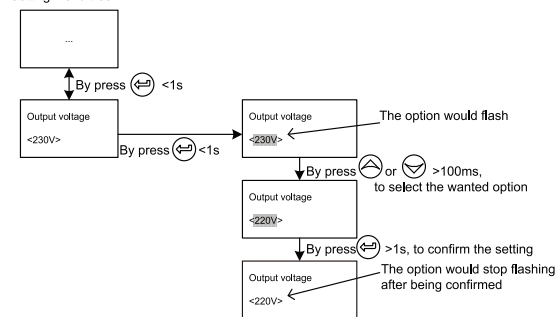 ...
By press <1s
Output voltage
<230V>
By press <1s
Output voltage
<230V>
The option would flash
By press or >100ms,
to select the wanted option
Output voltage
<220V>
By press >1s, to confirm the setting
Output voltage
<220V>
The option would stop flashing
after being confirmed